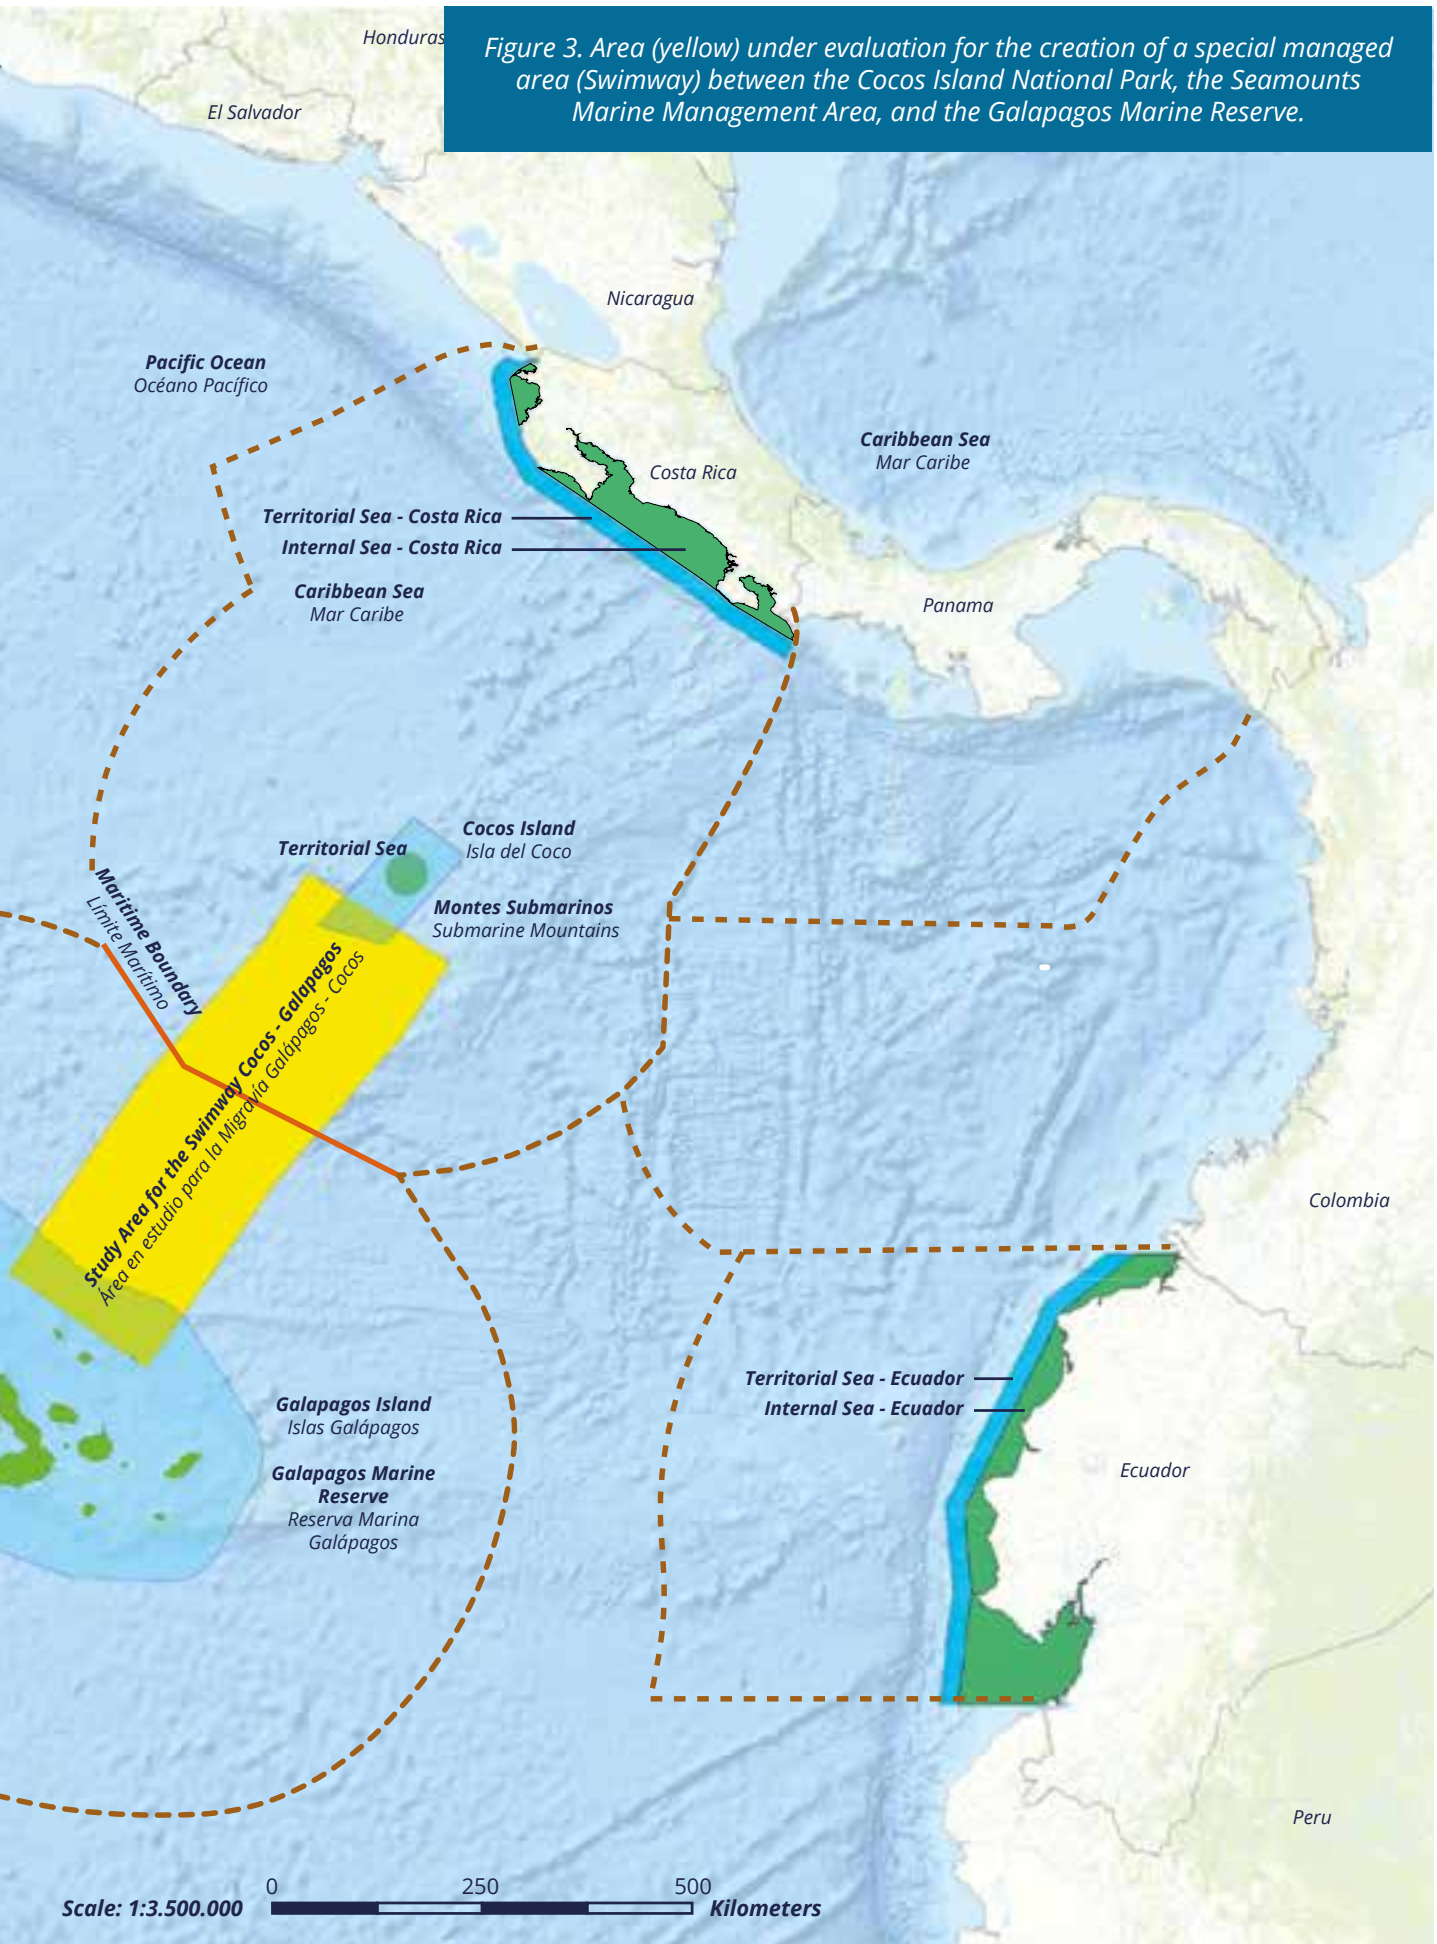 Honduras
Figure 3. Area (yellow) under evaluation for the creation of a special managed
area (Swimway) between the Cocos Island National Park, the Seamounts
Marine Management Area, and the Galapagos Marine Reserve.
El Salvador
Nicaragua
Pacific Ocean
Océano Pacífico
Caribbean Sea
Mar Caribe
Costa Rica
Territorial Sea - Costa Rica
Internal Sea - Costa Rica
Caribbean Sea
Mar Caribe
Panama
Cocos Island
Isla del Coco
Territorial Sea
Maritime Boundary
Límite Marítimo
Montes Submarinos
Submarine Mountains
Study Area for the Swimway Cocos - Galapagos
Área en estudio para la Migravía Galápagos - Cocos
Colombia
Territorial Sea - Ecuador
Internal Sea - Ecuador
Galapagos Island
Islas Galápagos
Galapagos Marine
Reserve
Reserva Marina
Galápagos
Ecuador
Peru
0 250 500
Scale: 1:3.500.000 Kilometers